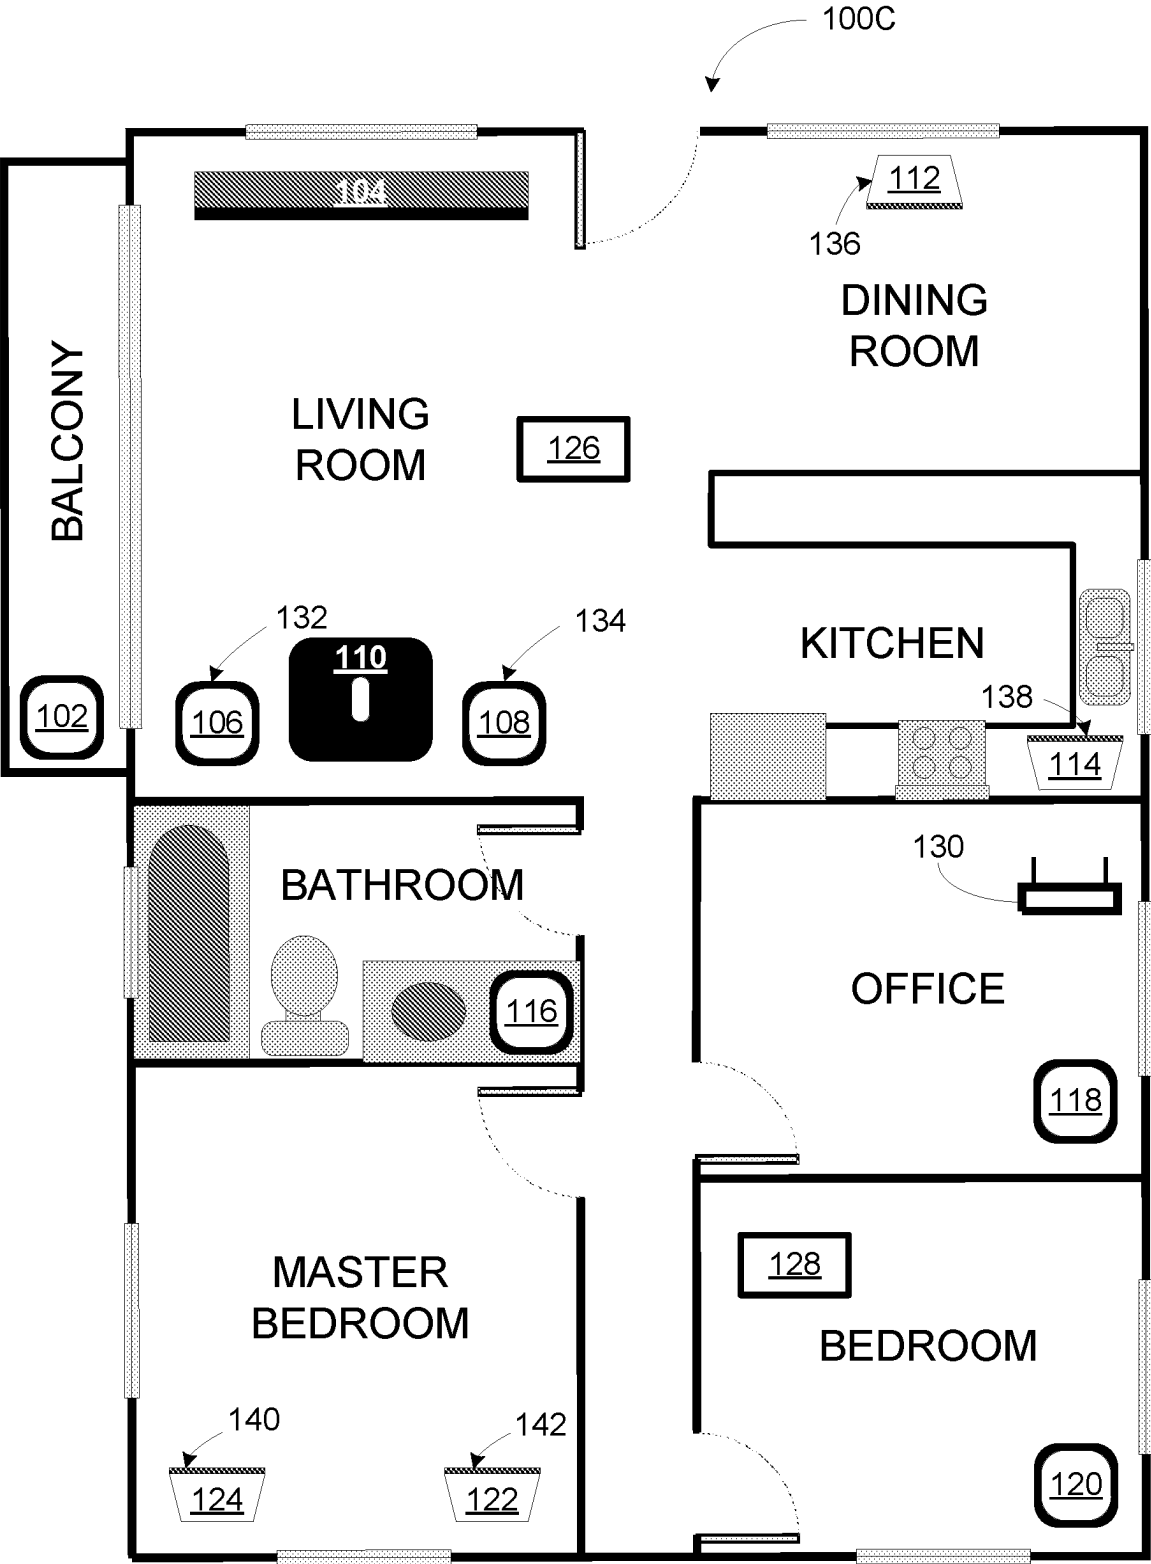 100C
104
112
136
DINING
ROOM
BALCONY
LIVING
ROOM
126
132
134
110
KITCHEN
138
102
106
108
114
BATHROOM
130
116
OFFICE
118
128
MASTER
BEDROOM
BEDROOM
140
142
124
122
120